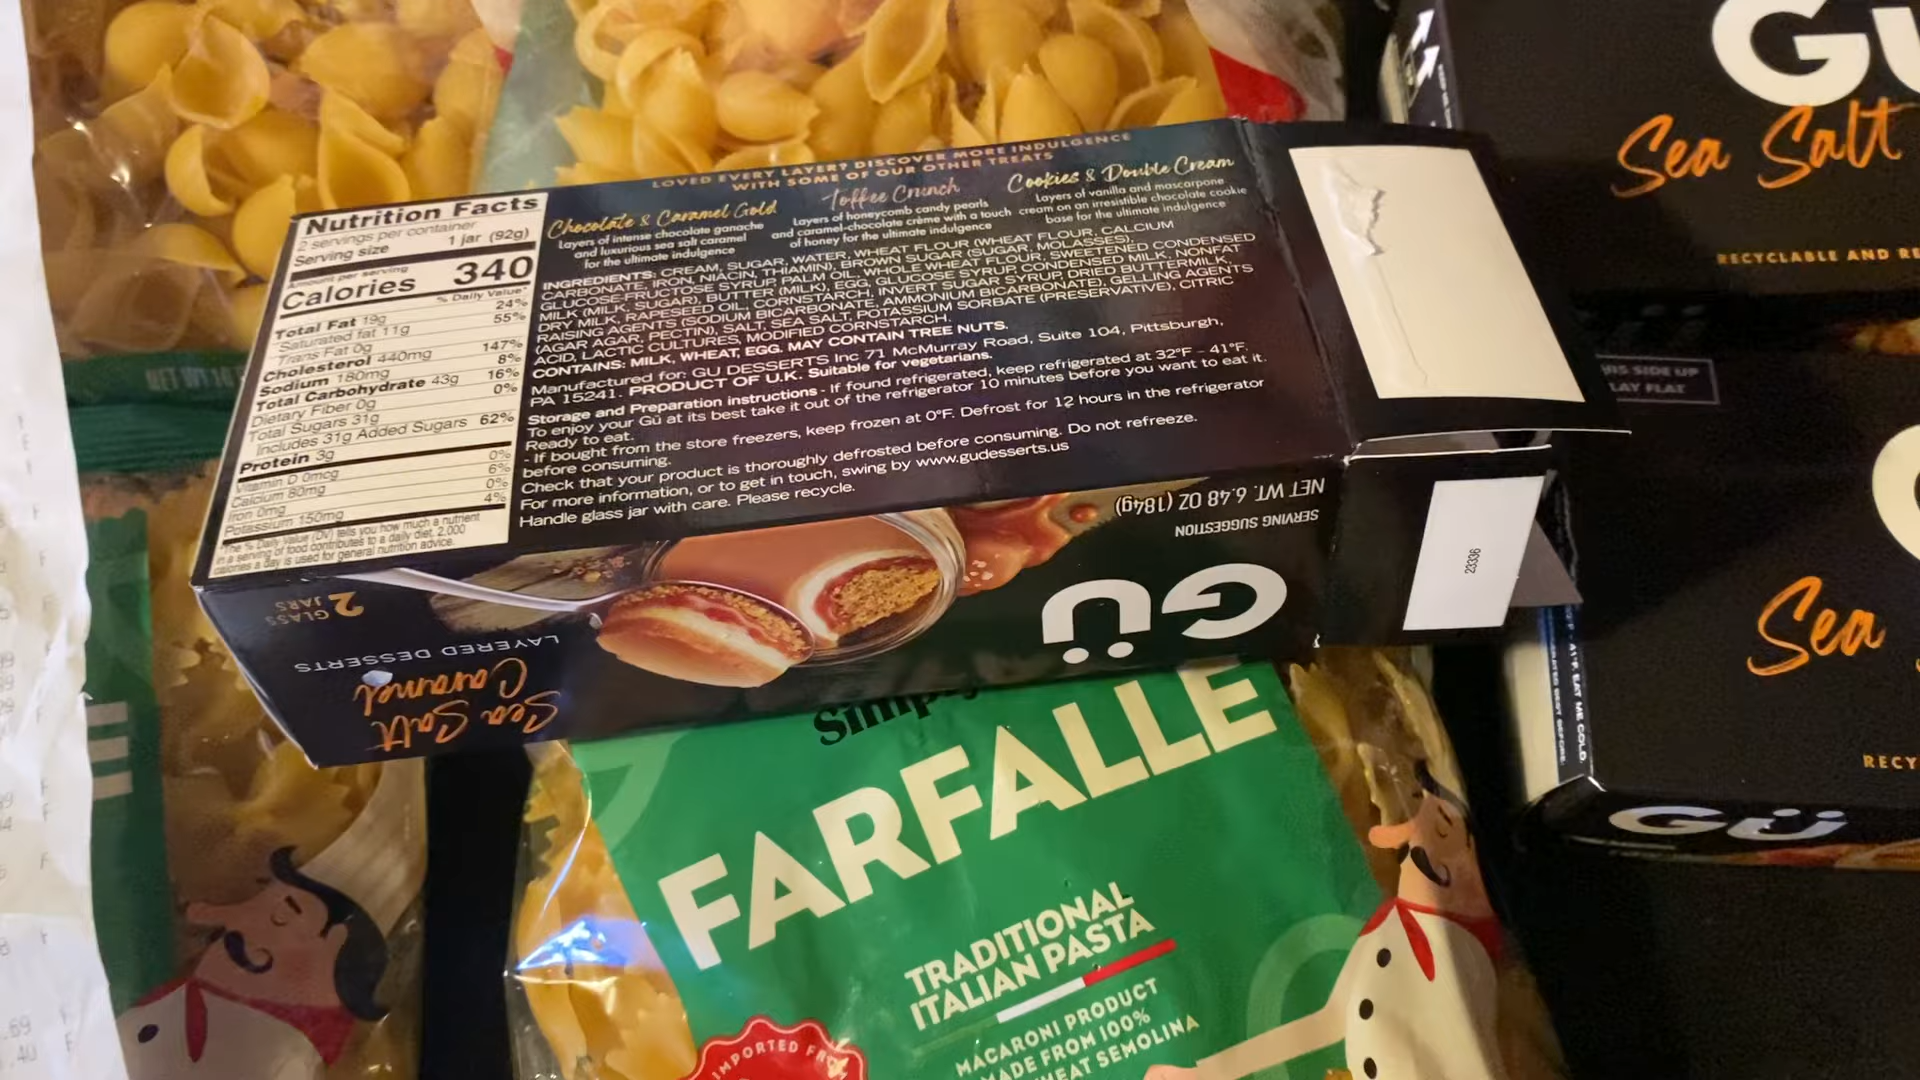 Nutrition Facts
2 servings per container
Serving size 1 jar (92g)
Amount per serving
Calories 340
% Daily Value*
Total Fat 19g 24%
Saturated fat 11g 55%
Trans Fat 0g
Cholesterol 440mg 147%
Sodium 180mg 8%
Total Carbohydrate 43g 16%
Dietary Fiber 0g 0%
Total Sugars 31g
Includes 31g Added Sugars 62%
Protein 3g
Vitamin D 0mcg 0%
Calcium 80mg 6%
Iron 0mg 0%
Potassium 150mg 4%
*The % Daily Value (DV) tells you how much a nutrient
in a serving of food contributes to a daily diet. 2,000
calories a day is used for general nutrition advice.
LOVED EVERY LAYER? DISCOVER MORE INDULGENCE
WITH SOME OF OUR OTHER TREATS
Chocolate & Caramel Gold
Layers of intense chocolate ganache
and luxurious sea salt caramel
for the ultimate indulgence
Toffee Crunch
Layers of honeycomb candy pearls
and caramel-chocolate crème with a touch
of honey for the ultimate indulgence
Cookies & Double Cream
Layers of vanilla and mascarpone
cream on an irresistible chocolate cookie
base for the ultimate indulgence
INGREDIENTS: CREAM, SUGAR, WATER, WHEAT FLOUR (WHEAT FLOUR, CALCIUM
CARBONATE, IRON, NIACIN, THIAMIN), BROWN SUGAR (SUGAR, MOLASSES),
GLUCOSE-FRUCTOSE SYRUP, PALM OIL, WHOLE WHEAT FLOUR, SWEETENED CONDENSED
MILK (MILK, SUGAR), BUTTER (MILK), EGG, GLUCOSE SYRUP, CONDENSED MILK, NONFAT
DRY MILK, RAPESEED OIL, CORNSTARCH, INVERT SUGAR SYRUP, DRIED BUTTERMILK,
RAISING AGENTS (SODIUM BICARBONATE, AMMONIUM BICARBONATE), GELLING AGENTS
(AGAR AGAR, PECTIN), SALT, SEA SALT, POTASSIUM SORBATE (PRESERVATIVE), CITRIC
ACID, LACTIC CULTURES, MODIFIED CORNSTARCH.
CONTAINS: MILK, WHEAT, EGG. MAY CONTAIN TREE NUTS.
Manufactured for: GU DESSERTS Inc 71 McMurray Road, Suite 104, Pittsburgh,
PA 15241. PRODUCT OF U.K. Suitable for vegetarians.
Storage and Preparation instructions - If found refrigerated, keep refrigerated at 32°F - 41°F.
To enjoy your Gü at its best take it out of the refrigerator 10 minutes before you want to eat it.
Ready to eat.
- If bought from the store freezers, keep frozen at 0°F. Defrost for 12 hours in the refrigerator
before consuming.
Check that your product is thoroughly defrosted before consuming. Do not refreeze.
For more information, or to get in touch, swing by www.gudesserts.us
Handle glass jar with care. Please recycle.
NET WT. 6.48 OZ (184g)
SERVING SUGGESTION
Gü
2 GLASS
JARS
LAYERED DESSERTS
Sea Salt
Caramel
23336
Simply
FARFALLE
TRADITIONAL
ITALIAN PASTA
MACARONI PRODUCT
MADE FROM 100%
WHEAT SEMOLINA
IMPORTED FR
NET WT 16
Sea Salt
RECYCLABLE AND RE
SIDE UP
LAY FLAT
Sea
41°F. EAT ME COLD.
RECY
Gü